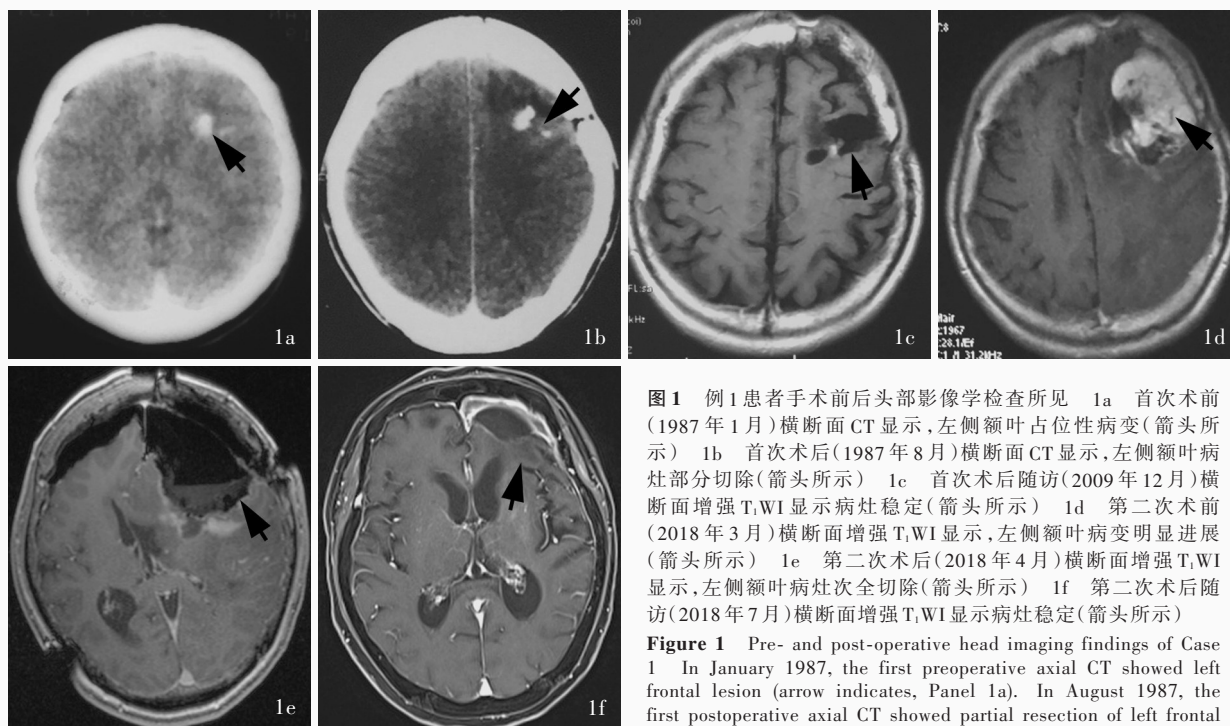 coi)
FL:sb
kHz
1a
1b
1c
T:8
Mair
:1967
C:28.1/Ef
C:1 /1 31.2kHz
1d
1e
1f
图1 例1患者手术前后头部影像学检查所见 1a 首次术前
(1987年1月)横断面CT显示,左侧额叶占位性病变(箭头所
示) 1b 首次术后(1987年8月)横断面CT显示,左侧额叶病
灶部分切除(箭头所示) 1c 首次术后随访(2009年12月)横
断面增强T₁WI显示病灶稳定(箭头所示) 1d 第二次术前
(2018年3月)横断面增强T₁WI显示,左侧额叶病变明显进展
(箭头所示) 1e 第二次术后(2018年4月)横断面增强T₁WI
显示,左侧额叶病灶次全切除(箭头所示) 1f 第二次术后随
访(2018年7月)横断面增强T₁WI显示病灶稳定(箭头所示)
Figure 1 Pre- and post-operative head imaging findings of Case
1 In January 1987, the first preoperative axial CT showed left
frontal lesion (arrow indicates, Panel 1a). In August 1987, the
first postoperative axial CT showed partial resection of left frontal